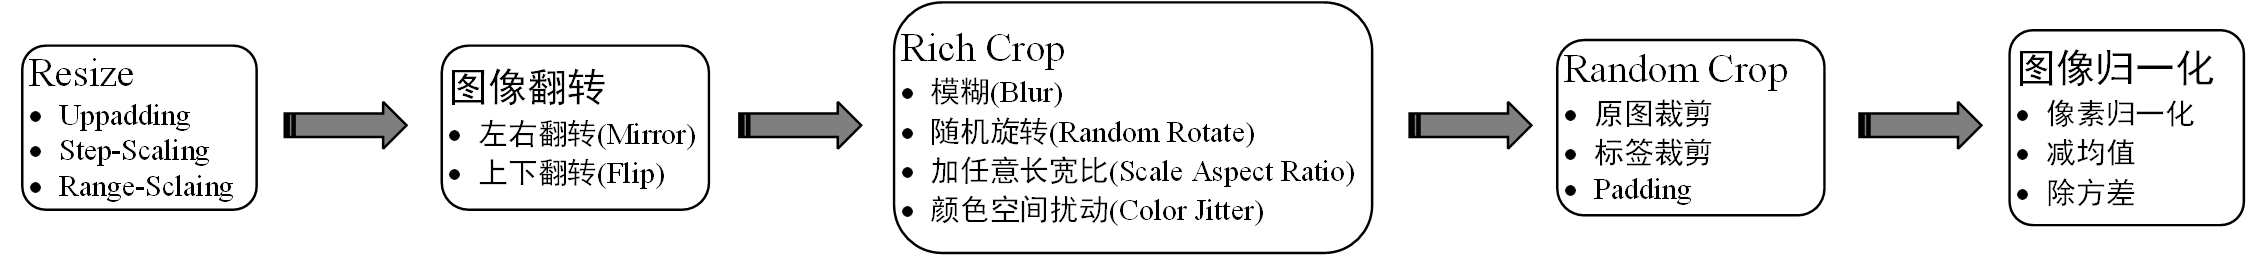 Resize
• Uppadding
• Step-Scaling
• Range-Sclaing
图像翻转
• 左右翻转(Mirror)
• 上下翻转(Flip)
Rich Crop
• 模糊(Blur)
• 随机旋转(Random Rotate)
• 加任意长宽比(Scale Aspect Ratio)
• 颜色空间扰动(Color Jitter)
Random Crop
• 原图裁剪
• 标签裁剪
• Padding
图像归一化
• 像素归一化
• 减均值
• 除方差